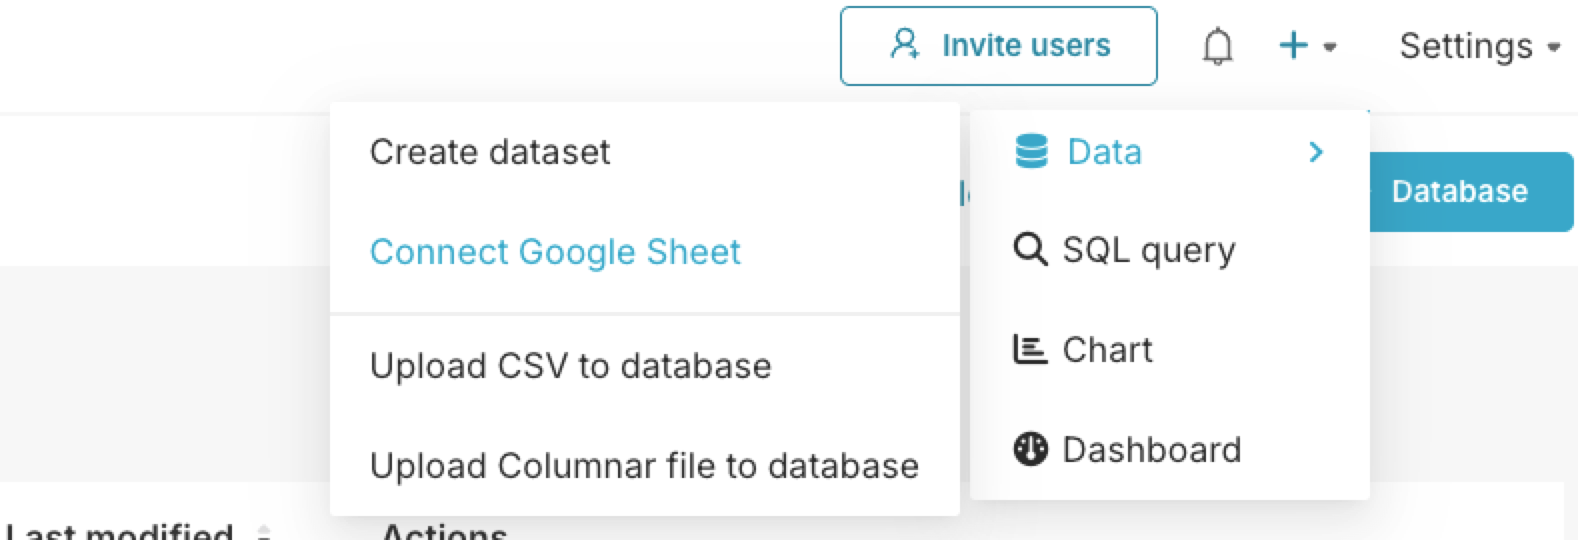 Invite users
Settings
Create dataset
Connect Google Sheet
Upload CSV to database
Upload Columnar file to database
Data
SQL query
Chart
Dashboard
Database
Last modified
Actions